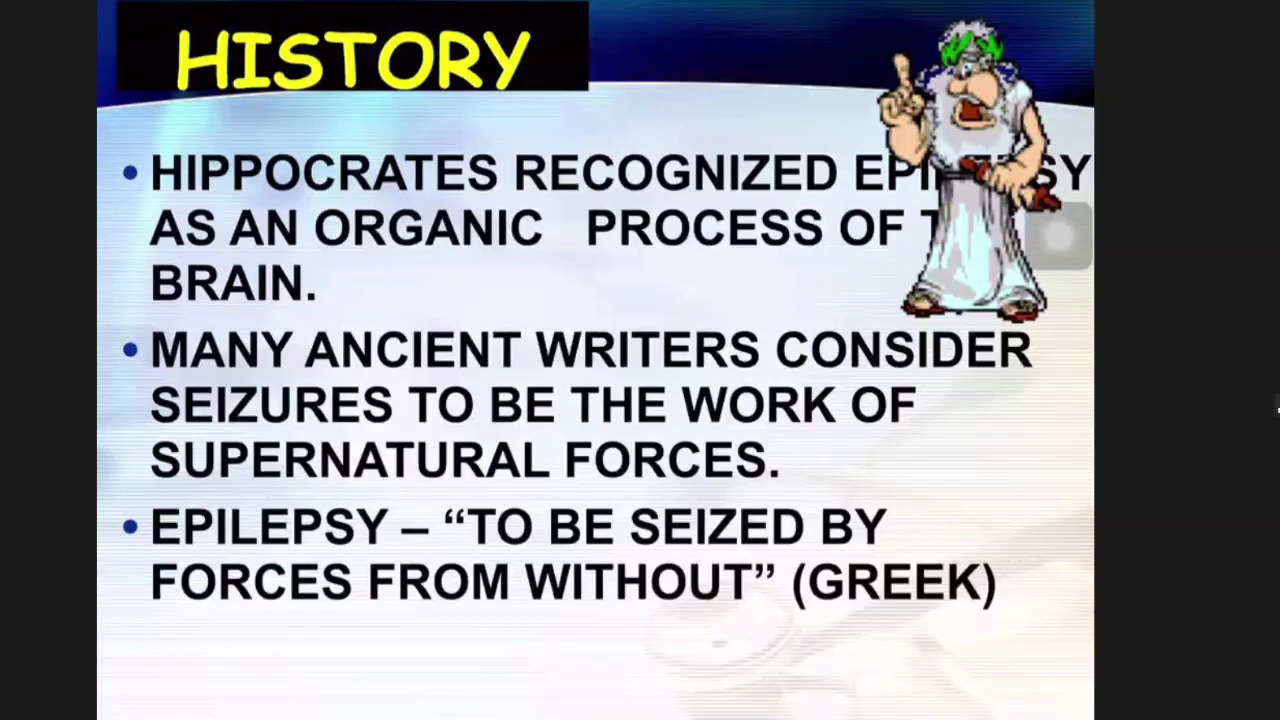 HISTORY
• HIPPOCRATES RECOGNIZED
AS AN ORGANIC PROCESS OF
BRAIN.
• MANY ANCIENT WRITERS CONSIDER
SEIZURES TO BE THE WORK OF
SUPERNATURAL FORCES.
• EPILEPSY – “TO BE SEIZED BY
FORCES FROM WITHOUT” (GREEK)